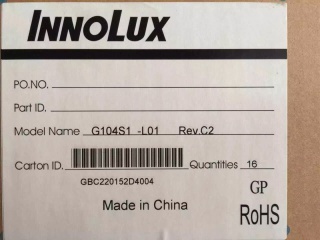 INNOLUX
PO.NO.
Part ID.
Model Name G104S1 -L01 Rev.C2
Carton ID. Quantities 16
GBC220152D4004
GP
Made in China
RoHS